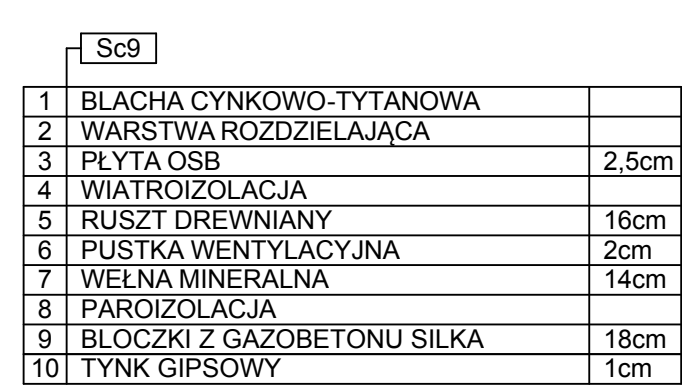 Sc9
1 BLACHA CYNKOWO-TYTANOWA
2 WARSTWA ROZDZIELAJĄCA
3 PŁYTA OSB 2,5cm
4 WIATROIZOLACJA
5 RUSZT DREWNIANY 16cm
6 PUSTKA WENTYLACYJNA 2cm
7 WEŁNA MINERALNA 14cm
8 PAROIZOLACJA
9 BLOCZKI Z GAZOBETONU SILKA 18cm
10 TYNK GIPSOWY 1cm